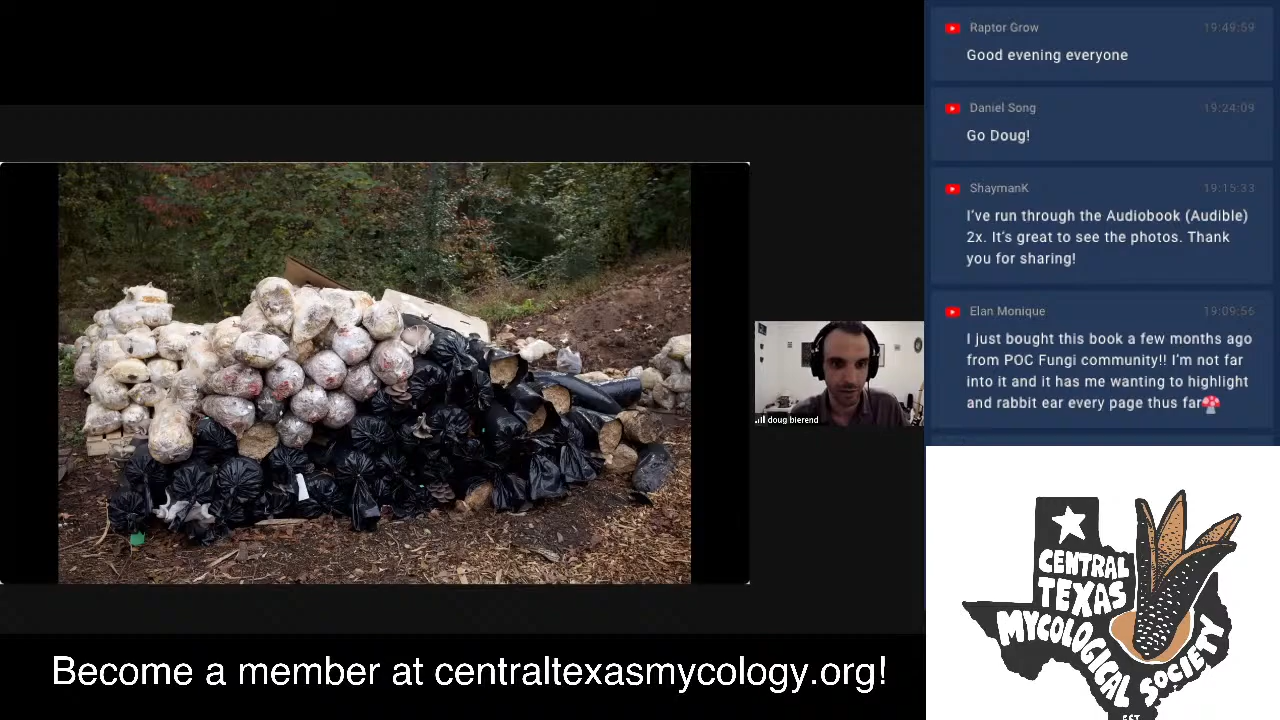 doug bierend
Become a member at centraltexasmycology.org!
Raptor Grow 19:49:59
Good evening everyone
Daniel Song 19:24:09
Go Doug!
ShaymanK 19:15:33
I've run through the Audiobook (Audible)
2x. It's great to see the photos. Thank
you for sharing!
Elan Monique 19:09:56
I just bought this book a few months ago
from POC Fungi community!! I'm not far
into it and it has me wanting to highlight
and rabbit ear every page thus far🍄
CENTRAL
TEXAS
MYCOLOGICAL
SOCIETY
EST